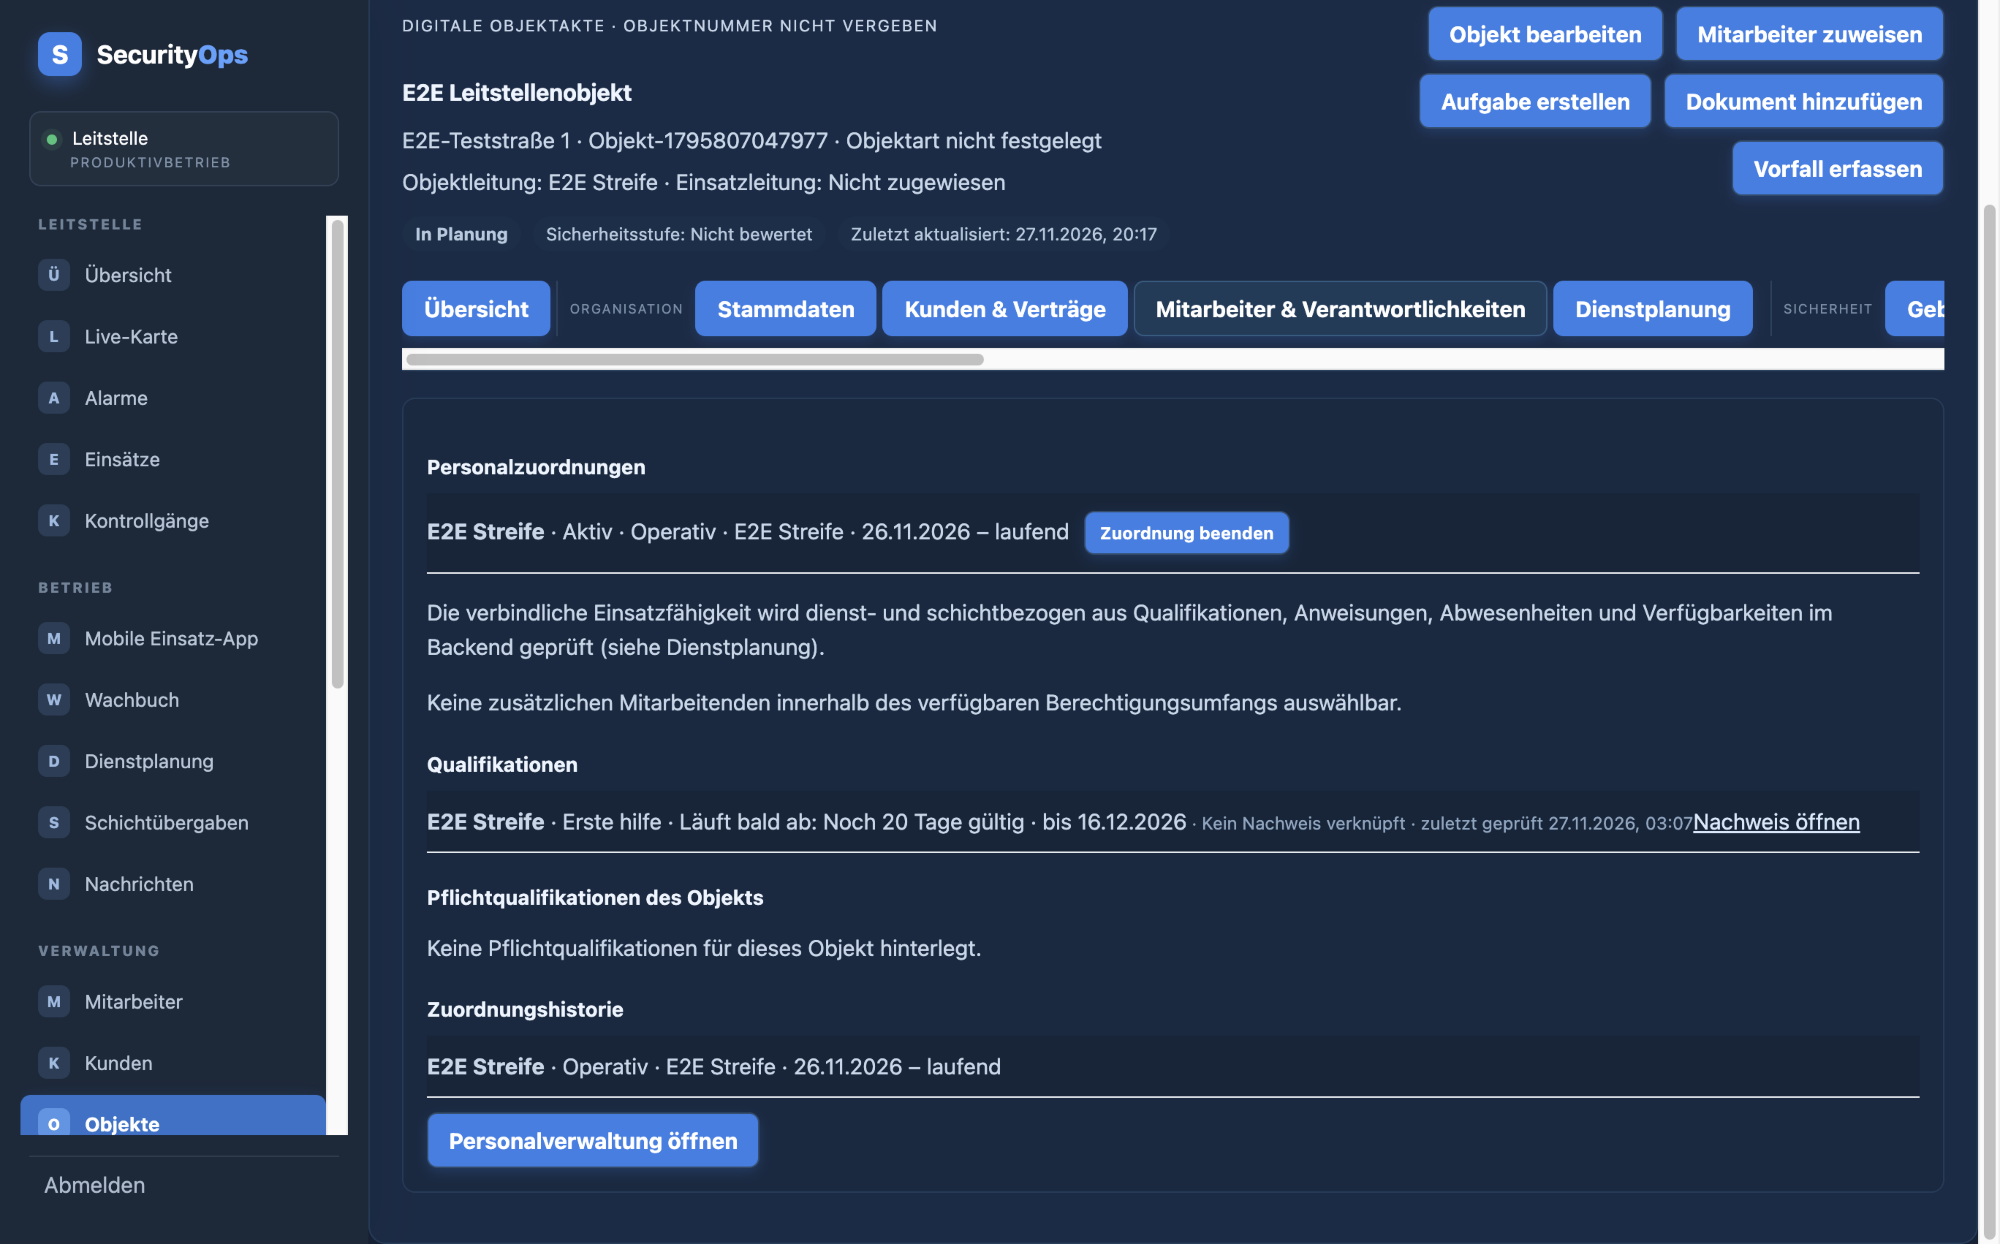 S SecurityOps
Leitstelle
PRODUKTIVBETRIEB
LEITSTELLE
Ü Übersicht
L Live-Karte
A Alarme
E Einsätze
K Kontrollgänge
BETRIEB
M Mobile Einsatz-App
W Wachbuch
D Dienstplanung
S Schichtübergaben
N Nachrichten
VERWALTUNG
M Mitarbeiter
K Kunden
O Objekte
Abmelden
DIGITALE OBJEKTAKTE · OBJEKTNUMMER NICHT VERGEBEN
E2E Leitstellenobjekt
E2E-Teststraße 1 · Objekt-1795807047977 · Objektart nicht festgelegt
Objektleitung: E2E Streife · Einsatzleitung: Nicht zugewiesen
In Planung Sicherheitsstufe: Nicht bewertet Zuletzt aktualisiert: 27.11.2026, 20:17
Objekt bearbeiten Mitarbeiter zuweisen
Aufgabe erstellen Dokument hinzufügen
Vorfall erfassen
Übersicht ORGANISATION Stammdaten Kunden & Verträge Mitarbeiter & Verantwortlichkeiten Dienstplanung SICHERHEIT Geb
Personalzuordnungen
E2E Streife · Aktiv · Operativ · E2E Streife · 26.11.2026 – laufend Zuordnung beenden
Die verbindliche Einsatzfähigkeit wird dienst- und schichtbezogen aus Qualifikationen, Anweisungen, Abwesenheiten und Verfügbarkeiten im
Backend geprüft (siehe Dienstplanung).
Keine zusätzlichen Mitarbeitenden innerhalb des verfügbaren Berechtigungsumfangs auswählbar.
Qualifikationen
E2E Streife · Erste hilfe · Läuft bald ab: Noch 20 Tage gültig · bis 16.12.2026 · Kein Nachweis verknüpft · zuletzt geprüft 27.11.2026, 03:07Nachweis öffnen
Pflichtqualifikationen des Objekts
Keine Pflichtqualifikationen für dieses Objekt hinterlegt.
Zuordnungshistorie
E2E Streife · Operativ · E2E Streife · 26.11.2026 – laufend
Personalverwaltung öffnen